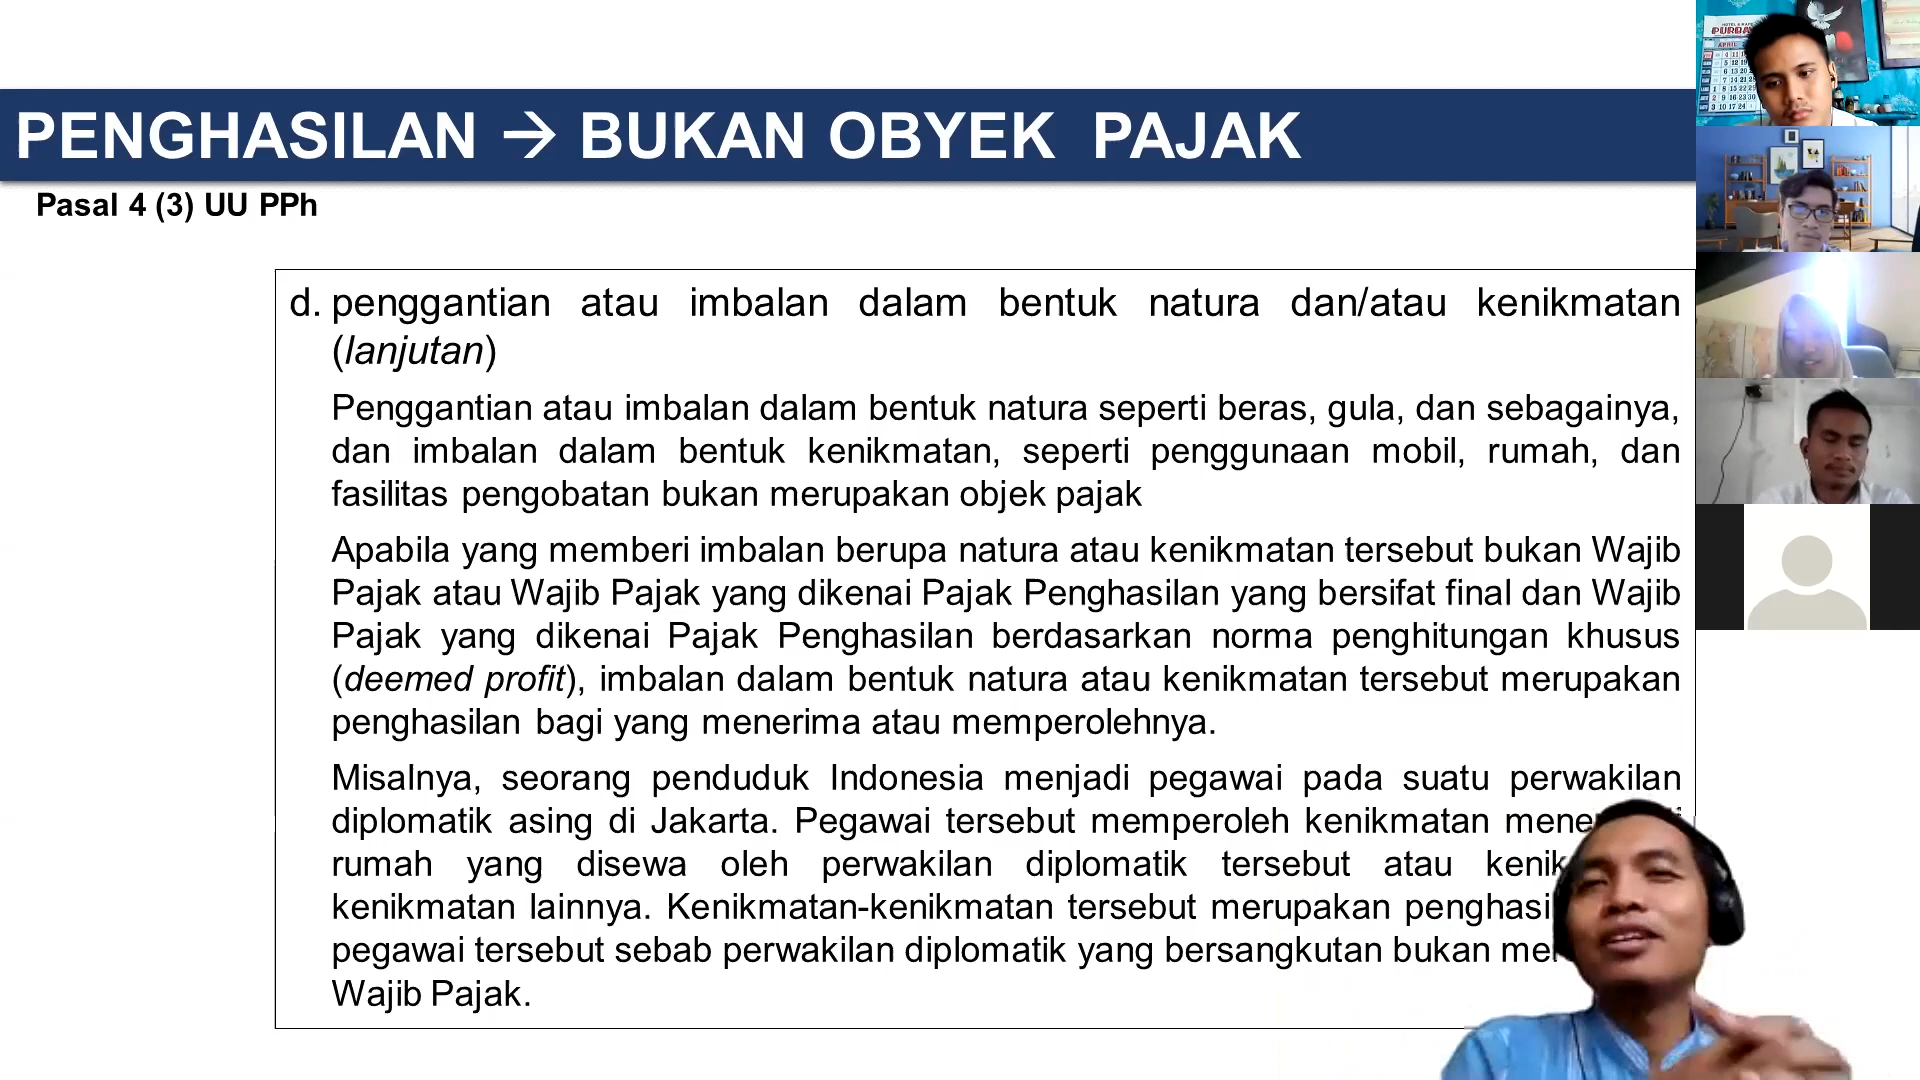 PENGHASILAN → BUKAN OBYEK PAJAK
Pasal 4 (3) UU PPh
d. penggantian atau imbalan dalam bentuk natura dan/atau kenikmatan
(lanjutan)
Penggantian atau imbalan dalam bentuk natura seperti beras, gula, dan sebagainya,
dan imbalan dalam bentuk kenikmatan, seperti penggunaan mobil, rumah, dan
fasilitas pengobatan bukan merupakan objek pajak
Apabila yang memberi imbalan berupa natura atau kenikmatan tersebut bukan Wajib
Pajak atau Wajib Pajak yang dikenai Pajak Penghasilan yang bersifat final dan Wajib
Pajak yang dikenai Pajak Penghasilan berdasarkan norma penghitungan khusus
(deemed profit), imbalan dalam bentuk natura atau kenikmatan tersebut merupakan
penghasilan bagi yang menerima atau memperolehnya.
Misalnya, seorang penduduk Indonesia menjadi pegawai pada suatu perwakilan
diplomatik asing di Jakarta. Pegawai tersebut memperoleh kenikmatan
rumah yang disewa oleh perwakilan diplomatik tersebut atau
kenikmatan lainnya. Kenikmatan-kenikmatan tersebut merupakan
pegawai tersebut sebab perwakilan diplomatik yang bersangkutan bukan
Wajib Pajak.
APRIL